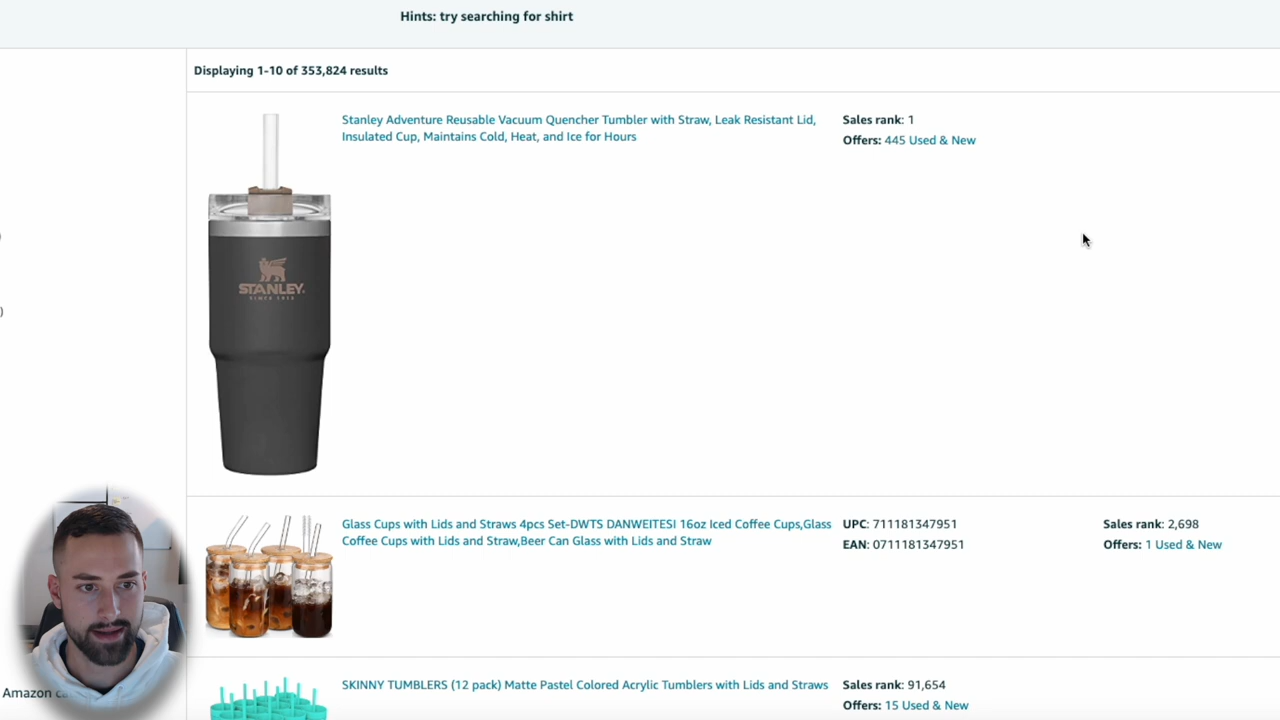 Hints: try searching for shirt
Displaying 1-10 of 353,824 results
Stanley Adventure Reusable Vacuum Quencher Tumbler with Straw, Leak Resistant Lid,
Insulated Cup, Maintains Cold, Heat, and Ice for Hours
Sales rank: 1
Offers: 445 Used & New
STANLEY.
SINCE 1913
)
Glass Cups with Lids and Straws 4pcs Set-DWTS DANWEITESI 16oz Iced Coffee Cups,Glass
Coffee Cups with Lids and Straw,Beer Can Glass with Lids and Straw
UPC: 711181347951
EAN: 0711181347951
Sales rank: 2,698
Offers: 1 Used & New
Amazon
SKINNY TUMBLERS (12 pack) Matte Pastel Colored Acrylic Tumblers with Lids and Straws
Sales rank: 91,654
Offers: 15 Used & New